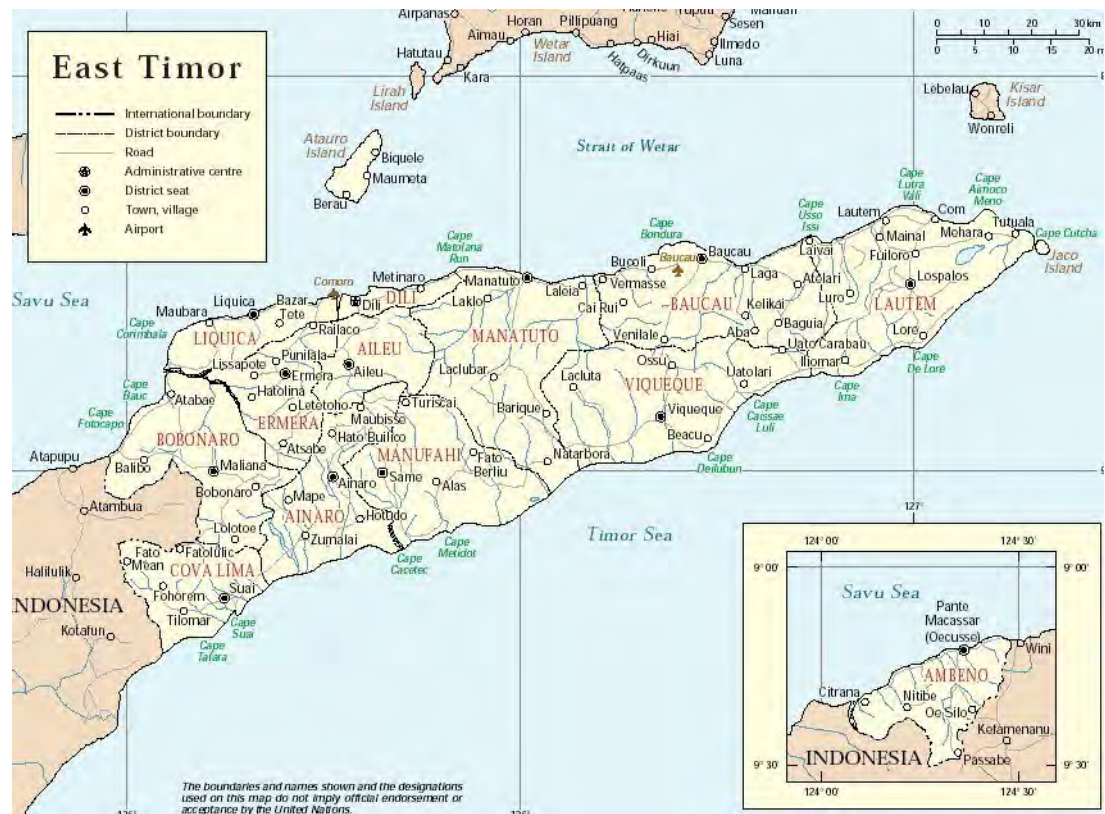 East Timor
International boundary
District boundary
Road
Administrative centre
District seat
Town, village
Airport
Airpanas
Horan
Pillipuang
Sesen
Aimau
Wetar
Island
Hiai
Ilmedo
Hatutau
Hatpaas
Dirkuun
Luna
Kara
Lirah
Island
0 10 20 30 km
0 5 10 15 20 m
Lebelau
Kisar
Island
Wonreli
Atauro
Island
Biquele
Maumeta
Berau
Strait of Wetar
Cape
Matolana
Run
Cape
Bondura
Cape
Usso
Issi
Cape
Lutra
Vali
Cape
Aimoco
Meno
Lautem
Com
Tutuala
Cape Cutcha
Mehara
Mainal
Jaco
Island
Bucoli
Baucau
Baucau
Laivai
Fuiloro
Metinaro
Manatuto
Laleia
Vermasse
Laga
Atelari
Lospalos
Savu Sea
Comoro
Liquica
Bazar
Tete
Dili
DILI
Laklo
Cai Rui
BAUCAU
Kelikai
Luro
LAUTEM
Maubara
Cape
Corimbala
LIQUICA
Railaco
AILEU
MANATUTO
Venilale
Aba
Baguia
Lore
Punilala
Lissapote
Ermera
Aileu
Ossu
Uato Carabau
Iliomar
Cape
De Lore
Laclubar
Lacluta
VIQUEQUE
Uatolari
Cape
Ima
Cape
Bauc
Atabae
Hatolina
Letefoho
Turiscai
Cape
Fotocapo
ERMERA
Maubisse
Barique
Viqueque
Cape
Caissae
Luli
BOBONARO
Hato Builico
Beacu
Atsabe
MANUFAHI
Fato
Berliu
Natarbora
Cape
Deilubun
Atapupu
Balibo
Maliana
Ainaro
Same
Alas
Bobonaro
Mape
Atambua
AINARO
Hotudo
Lolotoe
Zumalai
Cape
Metidot
Cape
Cacetec
Timor Sea
127
Fato
Mean
Fatolulic
COVA LIMA
Halilulik
Fohorem
Suai
INDONESIA
Tilomar
Kotafun
Cape
Suai
Cape
Tafara
The boundaries and names shown and the designations
used on this map do not imply official endorsement or
acceptance by the United Nations.
124° 00
124° 30
9° 00
9° 00'
Savu Sea
Pante
Macassar
(Oecusse)
Wini
AMBENO
Citrana
Nitibe
Oe Silo
Kefamenanu
INDONESIA
Passabe
9° 30
9° 30'
124° 00
124° 30'